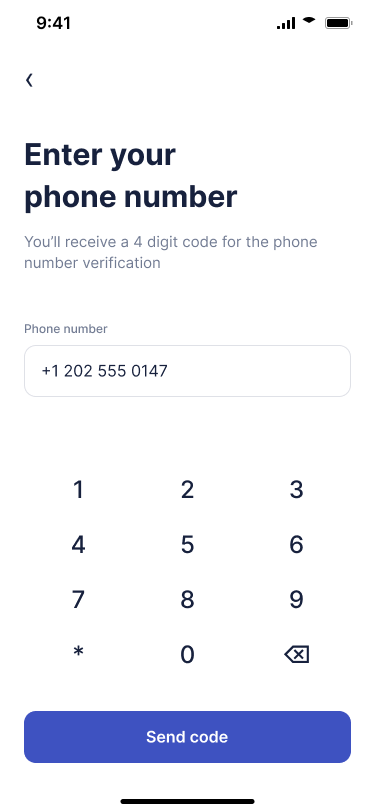 9:41
Enter your
phone number
You’ll receive a 4 digit code for the phone
number verification
Phone number
+1 202 555 0147
1 2 3
4 5 6
7 8 9
* 0
Send code